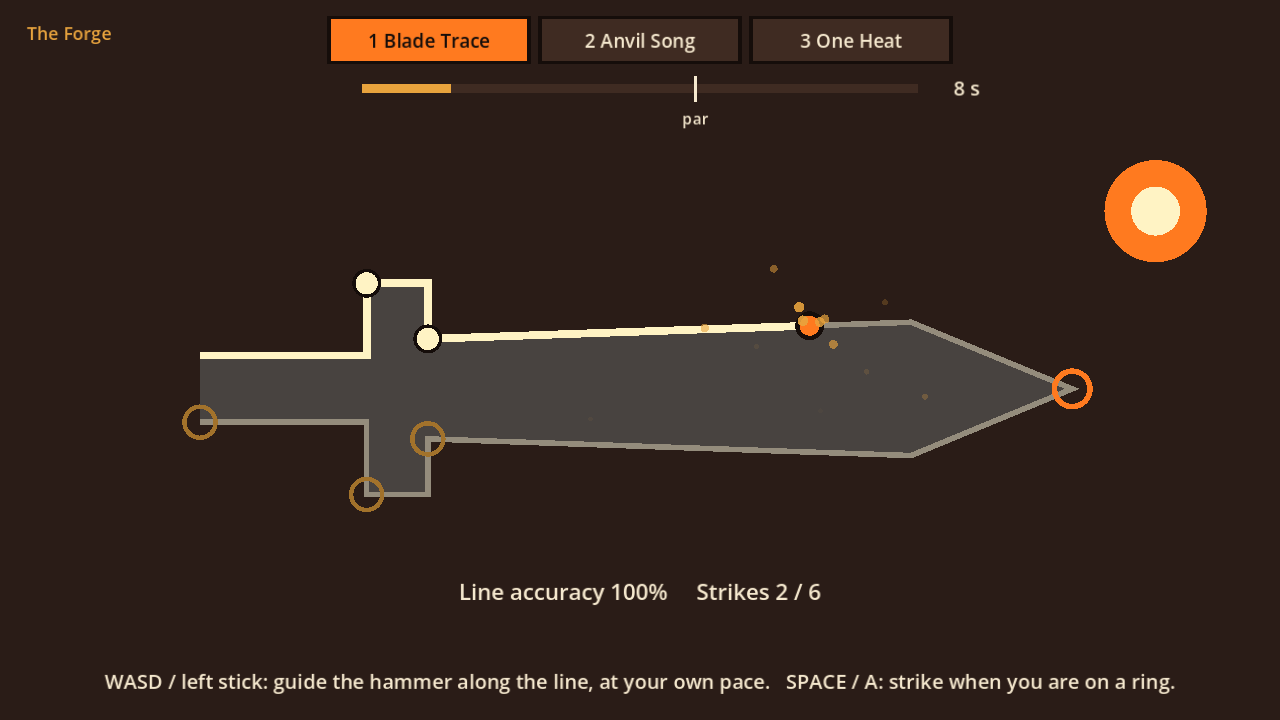 The Forge
1 Blade Trace
2 Anvil Song
3 One Heat
8 s
par
Line accuracy 100%
Strikes 2 / 6
WASD / left stick: guide the hammer along the line, at your own pace.   SPACE / A: strike when you are on a ring.